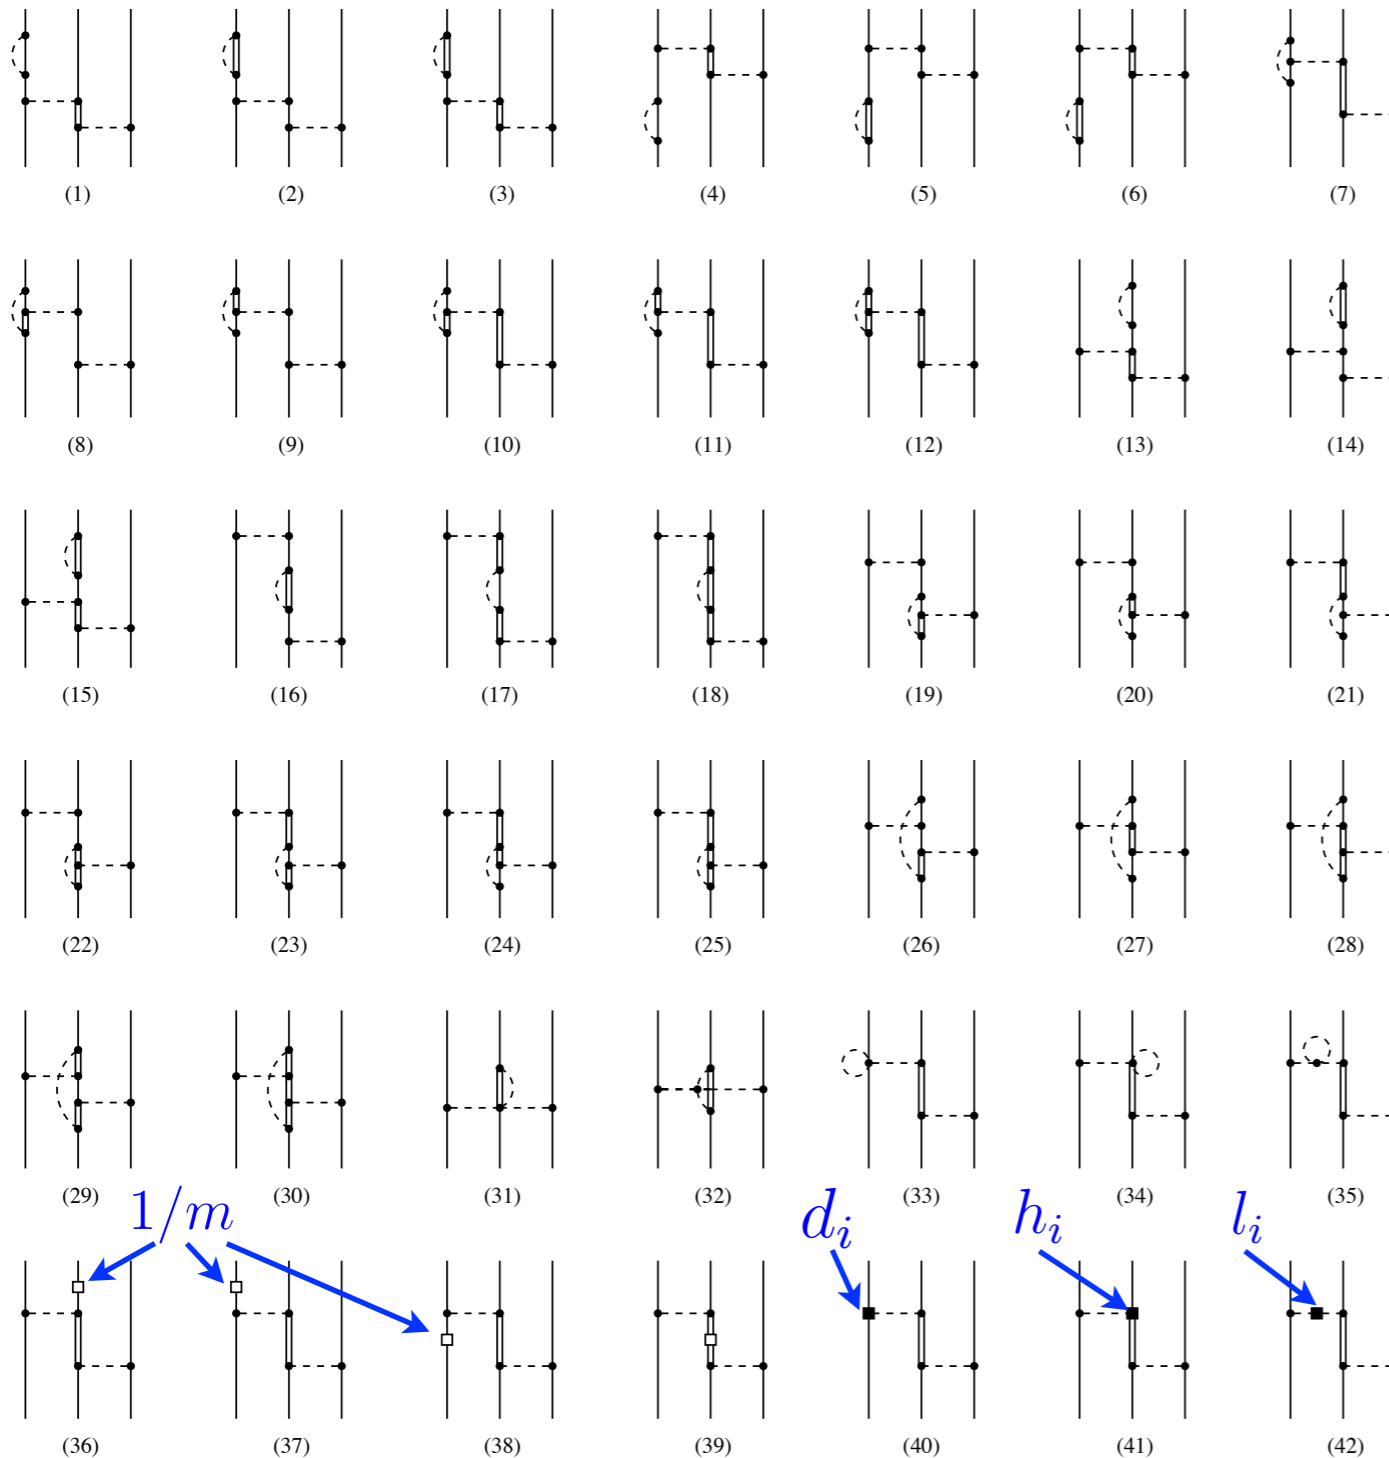 (1) (2) (3) (4) (5) (6) (7)
(8) (9) (10) (11) (12) (13) (14)
(15) (16) (17) (18) (19) (20) (21)
(22) (23) (24) (25) (26) (27) (28)
(29) (30) (31) (32) (33) (34) (35)
1/m d_i h_i l_i
(36) (37) (38) (39) (40) (41) (42)